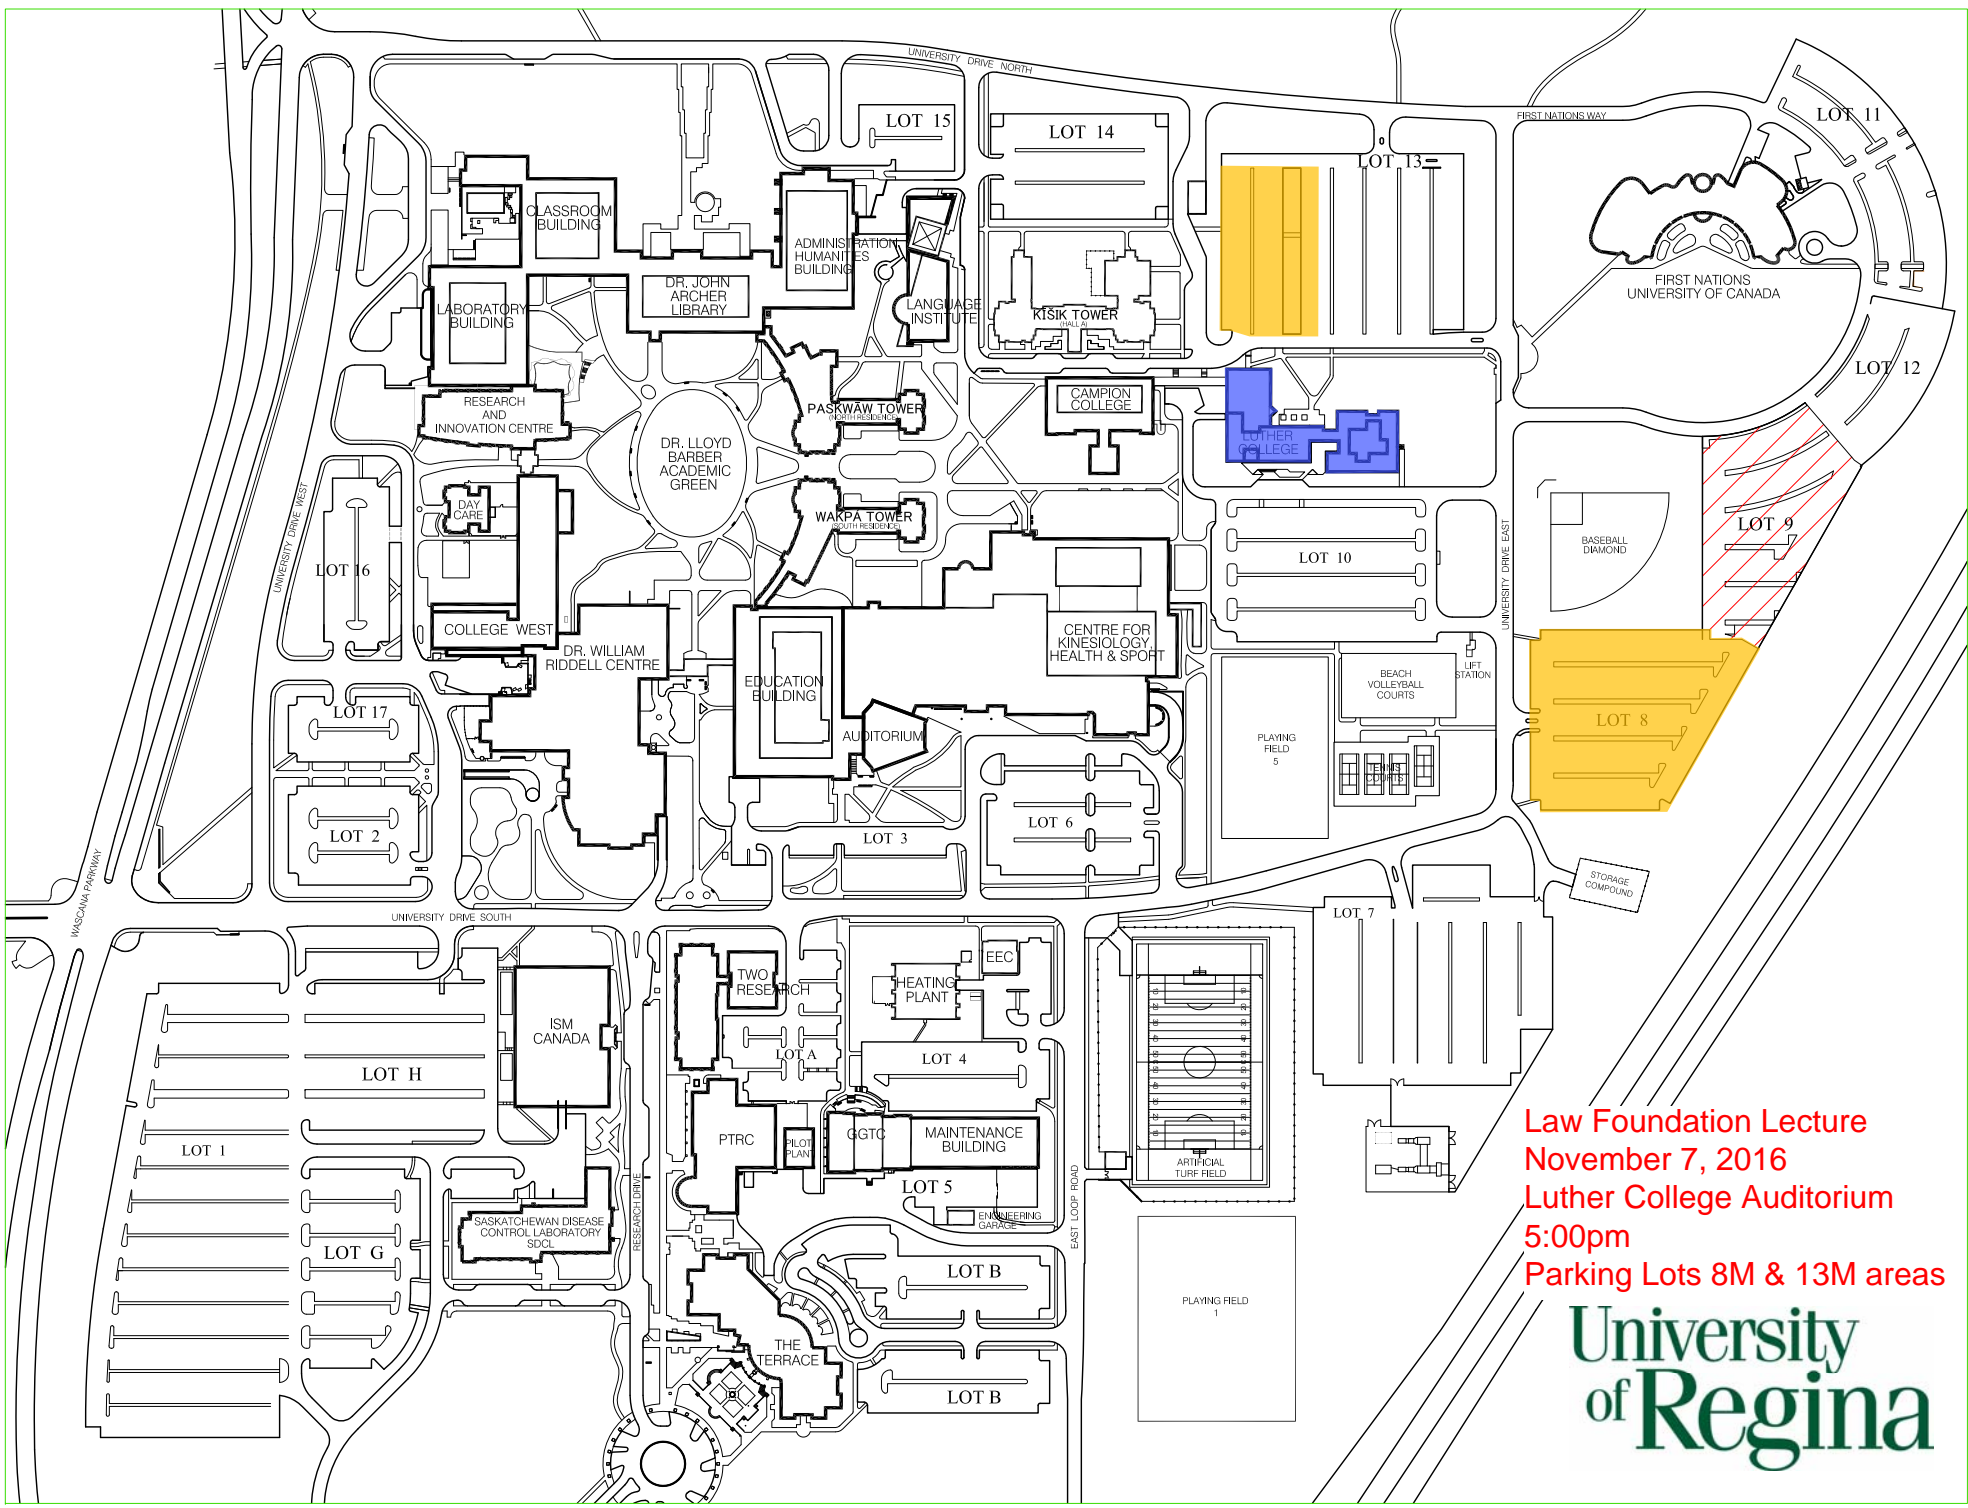 UNIVERSITY DRIVE NORTH
FIRST NATIONS WAY
LOT 11
LOT 15
LOT 14
LOT 13
CLASSROOM
BUILDING
ADMINISTRATION
HUMANITIES
BUILDING
DR. JOHN
ARCHER
LIBRARY
LABORATORY
BUILDING
LANGUAGE
INSTITUTE
KĪŠIK TOWER
(HALL A)
FIRST NATIONS
UNIVERSITY OF CANADA
LOT 12
RESEARCH
AND
INNOVATION CENTRE
PASKWĀW TOWER
(NORTH RESIDENCE)
CAMPION
COLLEGE
LUTHER
COLLEGE
DR. LLOYD
BARBER
ACADEMIC
GREEN
UNIVERSITY DRIVE WEST
DAY
CARE
WAKPĀ TOWER
(SOUTH RESIDENCE)
LOT 16
LOT 10
UNIVERSITY DRIVE EAST
BASEBALL
DIAMOND
LOT 9
COLLEGE WEST
DR. WILLIAM
RIDDELL CENTRE
CENTRE FOR
KINESIOLOGY,
HEALTH & SPORT
EDUCATION
BUILDING
AUDITORIUM
BEACH
VOLLEYBALL
COURTS
LIFT
STATION
LOT 17
PLAYING
FIELD
5
TENNIS
COURTS
LOT 8
LOT 2
LOT 3
LOT 6
WASCANA PARKWAY
UNIVERSITY DRIVE SOUTH
STORAGE
COMPOUND
LOT 7
TWO
RESEARCH
HEATING
PLANT
EEC
ISM
CANADA
LOT A
LOT 4
LOT H
LOT 1
PTRC
PILOT
PLANT
GGTC
MAINTENANCE
BUILDING
ARTIFICIAL
TURF FIELD
LOT 5
ENGINEERING
GARAGE
EAST LOOP ROAD
RESEARCH DRIVE
SASKATCHEWAN DISEASE
CONTROL LABORATORY
SDCL
LOT G
LOT B
PLAYING FIELD
1
THE
TERRACE
LOT B
Law Foundation Lecture
November 7, 2016
Luther College Auditorium
5:00pm
Parking Lots 8M & 13M areas
University
of Regina